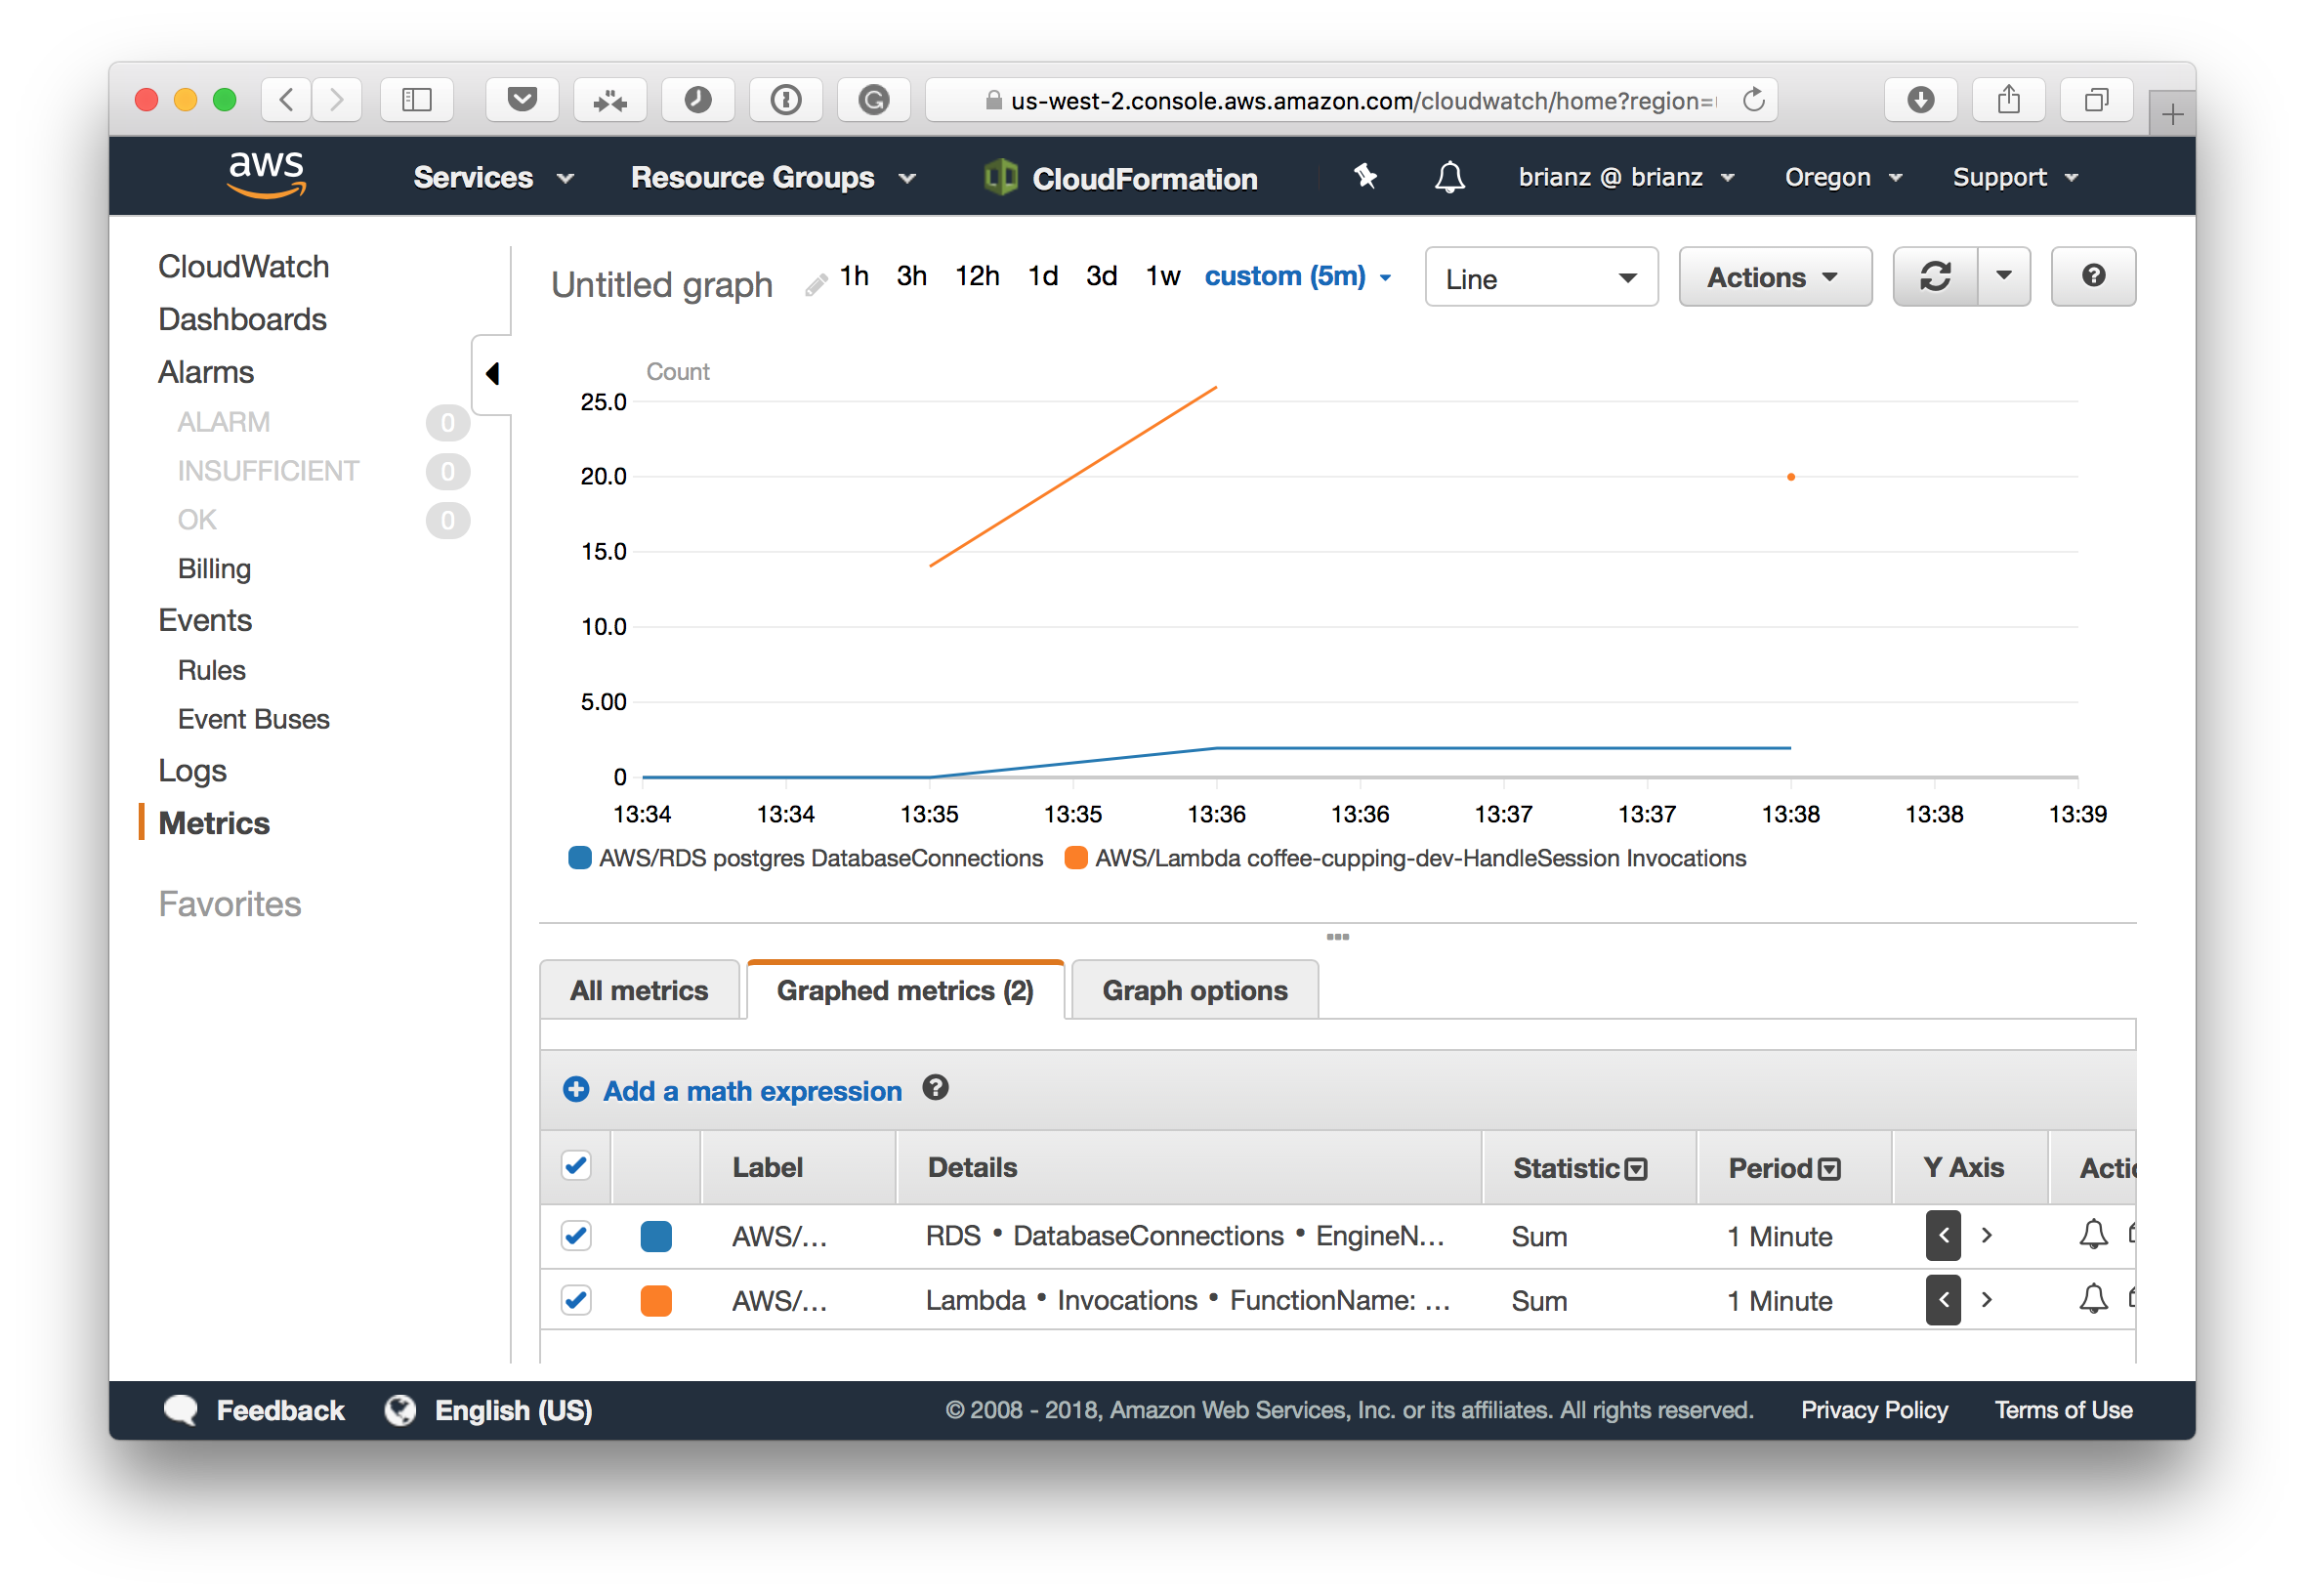 us-west-2.console.aws.amazon.com/cloudwatch/home?region=
aws Services Resource Groups CloudFormation brianz @ brianz Oregon Support
CloudWatch
Dashboards
Alarms
ALARM 0
INSUFFICIENT 0
OK 0
Billing
Events
Rules
Event Buses
Logs
Metrics
Favorites
Untitled graph 1h 3h 12h 1d 3d 1w custom (5m) Line Actions
Count
25.0
20.0
15.0
10.0
5.00
0
13:34 13:34 13:35 13:35 13:36 13:36 13:37 13:37 13:38 13:38 13:39
AWS/RDS postgres DatabaseConnections AWS/Lambda coffee-cupping-dev-HandleSession Invocations
All metrics Graphed metrics (2) Graph options
Add a math expression
Label Details Statistic Period Y Axis Actic
AWS/... RDS • DatabaseConnections • EngineN... Sum 1 Minute
AWS/... Lambda • Invocations • FunctionName: ... Sum 1 Minute
Feedback English (US) © 2008 - 2018, Amazon Web Services, Inc. or its affiliates. All rights reserved. Privacy Policy Terms of Use